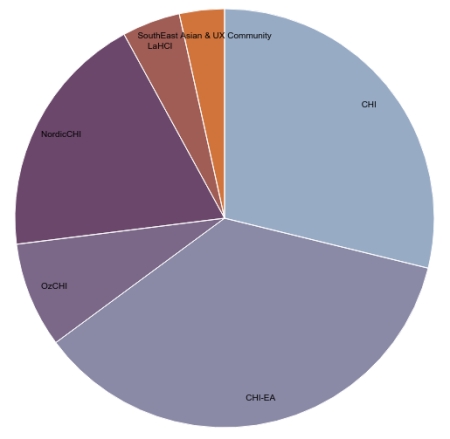 SouthEast Asian & UX Community
LaHCI
CHI
NordicCHI
OzCHI
CHI-EA